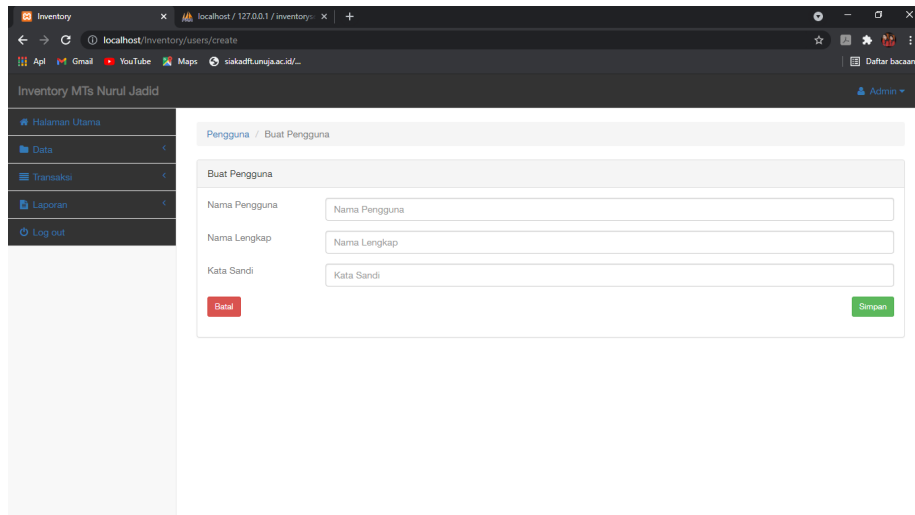 Inventory
localhost / 127.0.0.1 / inventorys
localhost/Inventory/users/create
Apl Gmail YouTube Maps siakadft.unuja.ac.id/... Daftar bacaan
Inventory MTs Nurul Jadid Admin
Halaman Utama
Data
Transaksi
Laporan
Log out
Pengguna / Buat Pengguna
Buat Pengguna
Nama Pengguna Nama Pengguna
Nama Lengkap Nama Lengkap
Kata Sandi Kata Sandi
Batal Simpan